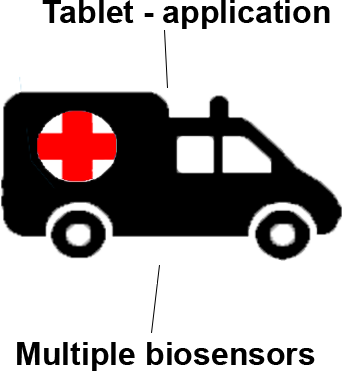 Tablet - application
Multiple biosensors